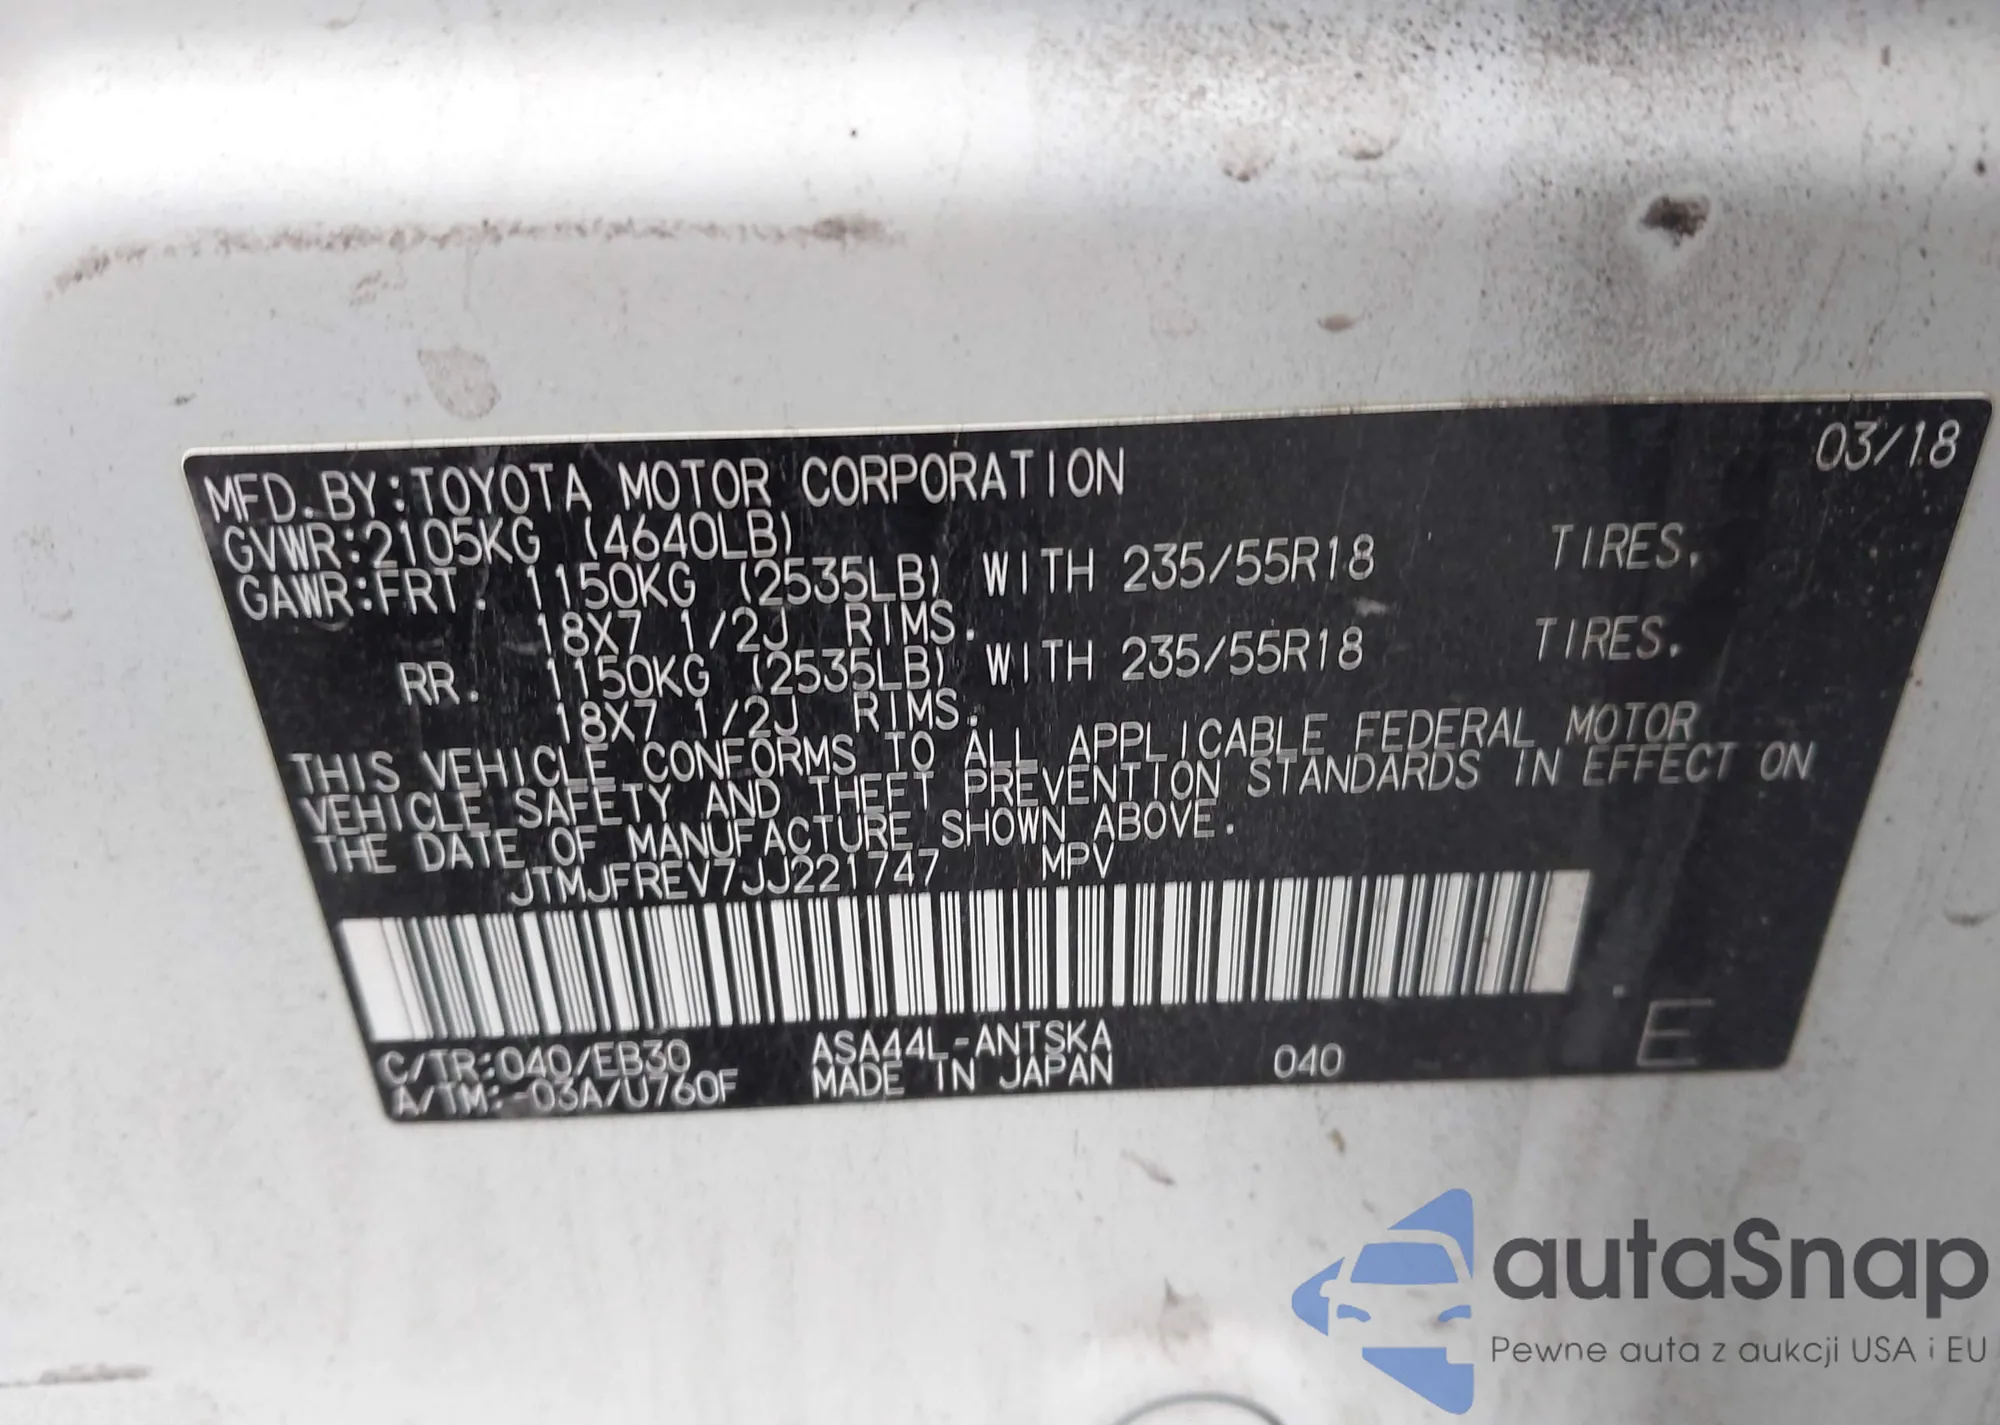 03/18
MFD. BY:TOYOTA MOTOR CORPORATION
GVWR:2105KG (4640LB)
GAWR:FRT. 1150KG (2535LB) WITH 235/55R18 TIRES.
18X7 1/2J RIMS.
RR. 1150KG (2535LB) WITH 235/55R18 TIRES.
18X7 1/2J RIMS.
THIS VEHICLE CONFORMS TO ALL APPLICABLE FEDERAL MOTOR
VEHICLE SAFETY AND THEFT PREVENTION STANDARDS IN EFFECT ON
THE DATE OF MANUFACTURE SHOWN ABOVE.
JTMJFREV7JJ221747 MPV
C/TR:040/EB30 ASA44L-ANTSKA 040 E
A/TM:-03A/U760F MADE IN JAPAN
autaSnap
Pewne auta z aukcji USA i EU